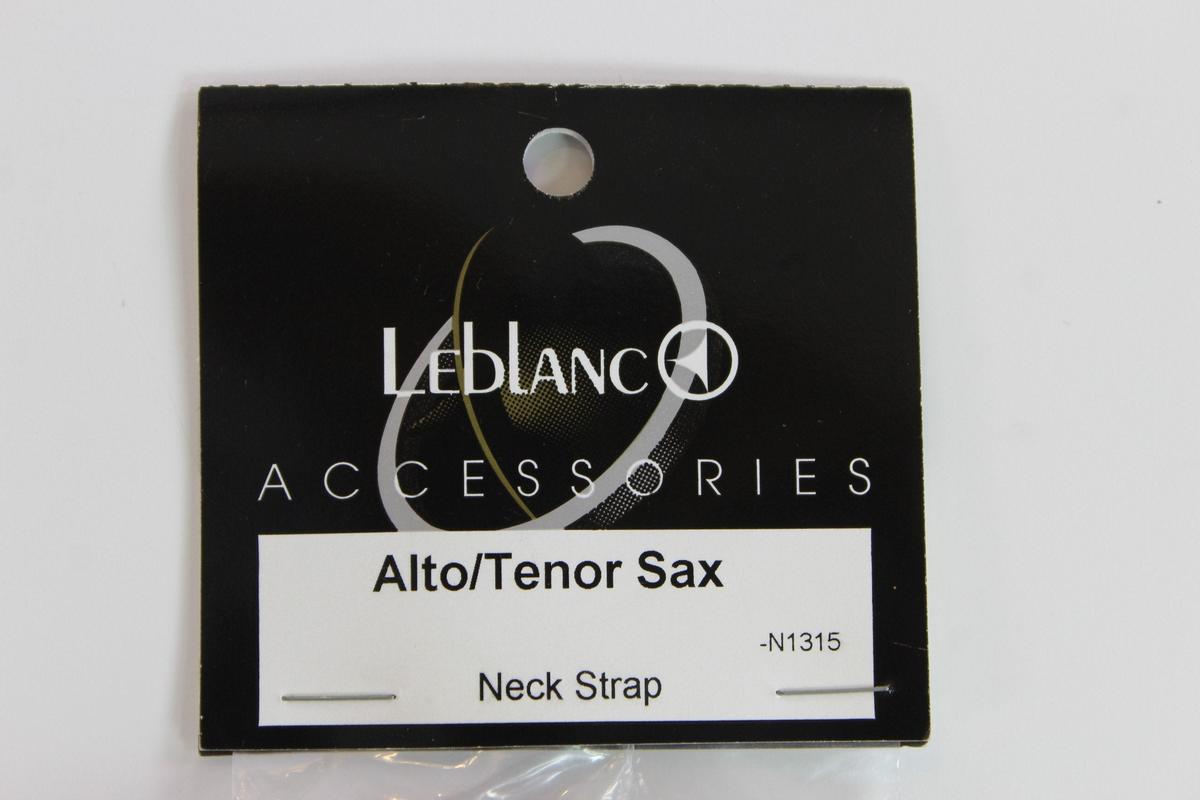 Leblanc
ACCESSORIES
Alto/Tenor Sax
-N1315
Neck Strap